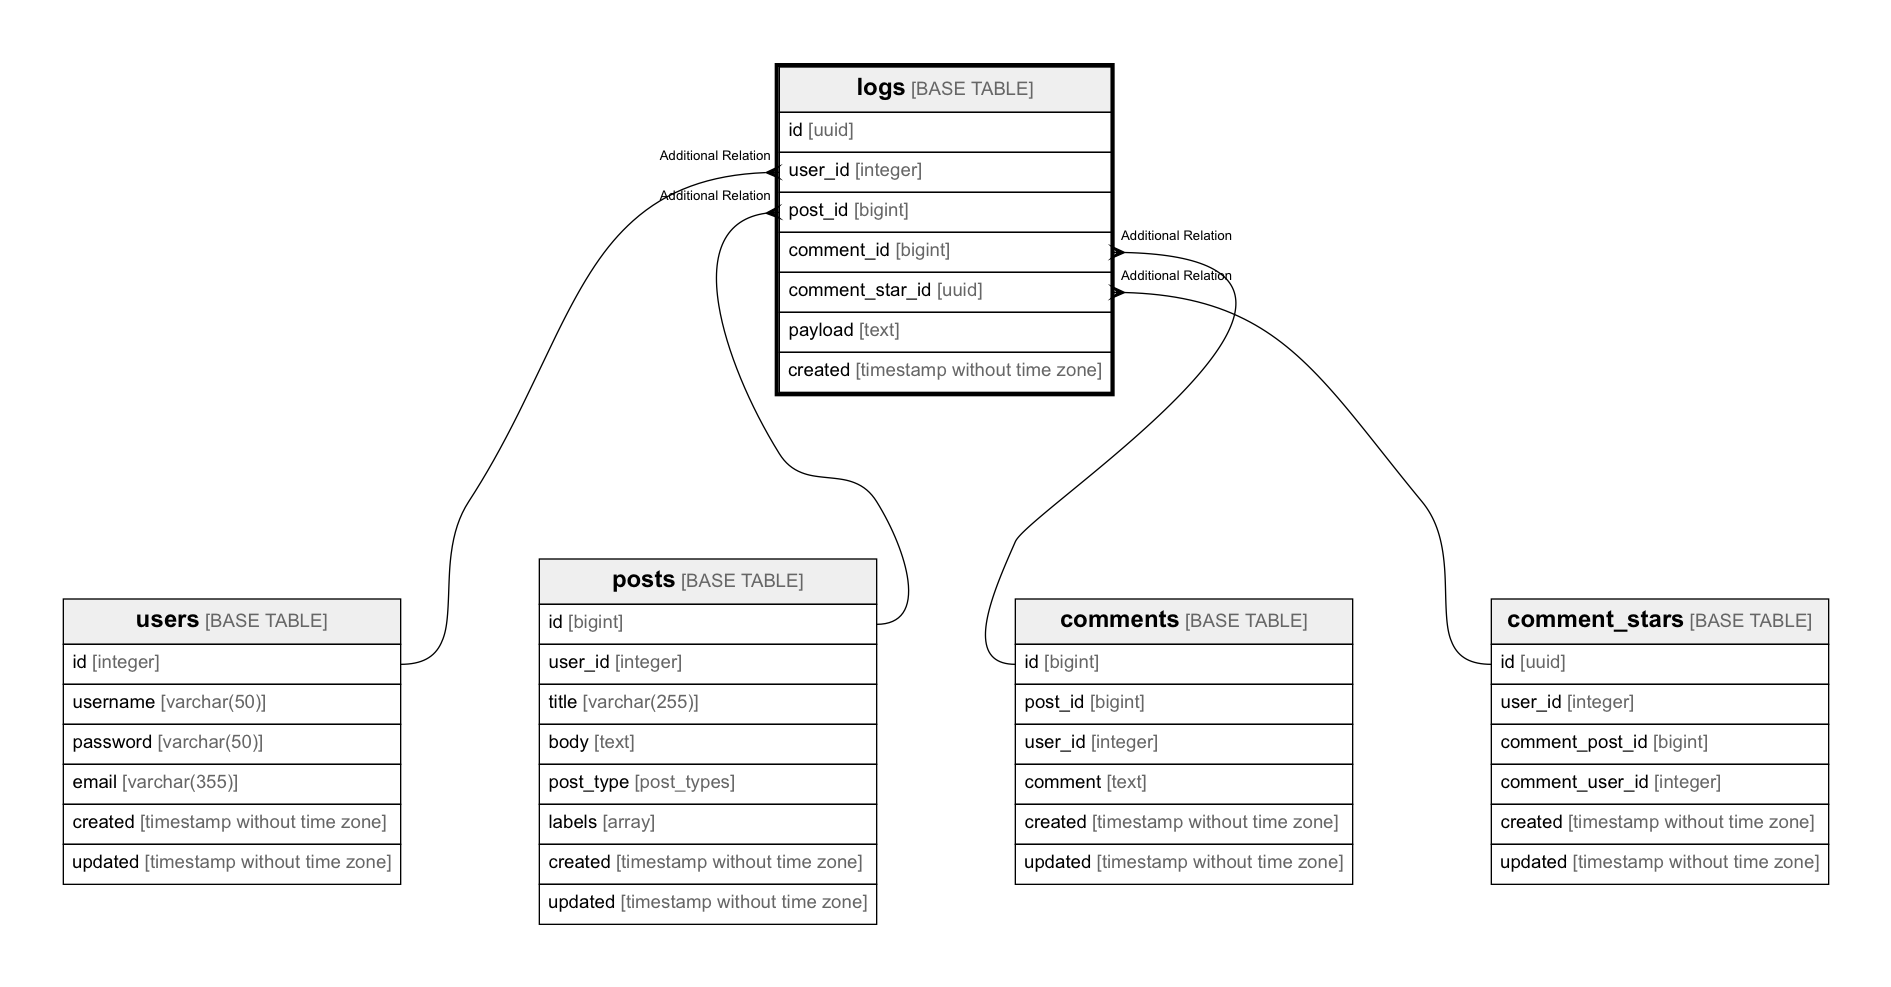 logs [BASE TABLE]
id [uuid]
Additional Relation
user_id [integer]
Additional Relation
post_id [bigint]
Additional Relation
comment_id [bigint]
Additional Relation
comment_star_id [uuid]
payload [text]
created [timestamp without time zone]
users [BASE TABLE]
id [integer]
username [varchar(50)]
password [varchar(50)]
email [varchar(355)]
created [timestamp without time zone]
updated [timestamp without time zone]
posts [BASE TABLE]
id [bigint]
user_id [integer]
title [varchar(255)]
body [text]
post_type [post_types]
labels [array]
created [timestamp without time zone]
updated [timestamp without time zone]
comments [BASE TABLE]
id [bigint]
post_id [bigint]
user_id [integer]
comment [text]
created [timestamp without time zone]
updated [timestamp without time zone]
comment_stars [BASE TABLE]
id [uuid]
user_id [integer]
comment_post_id [bigint]
comment_user_id [integer]
created [timestamp without time zone]
updated [timestamp without time zone]